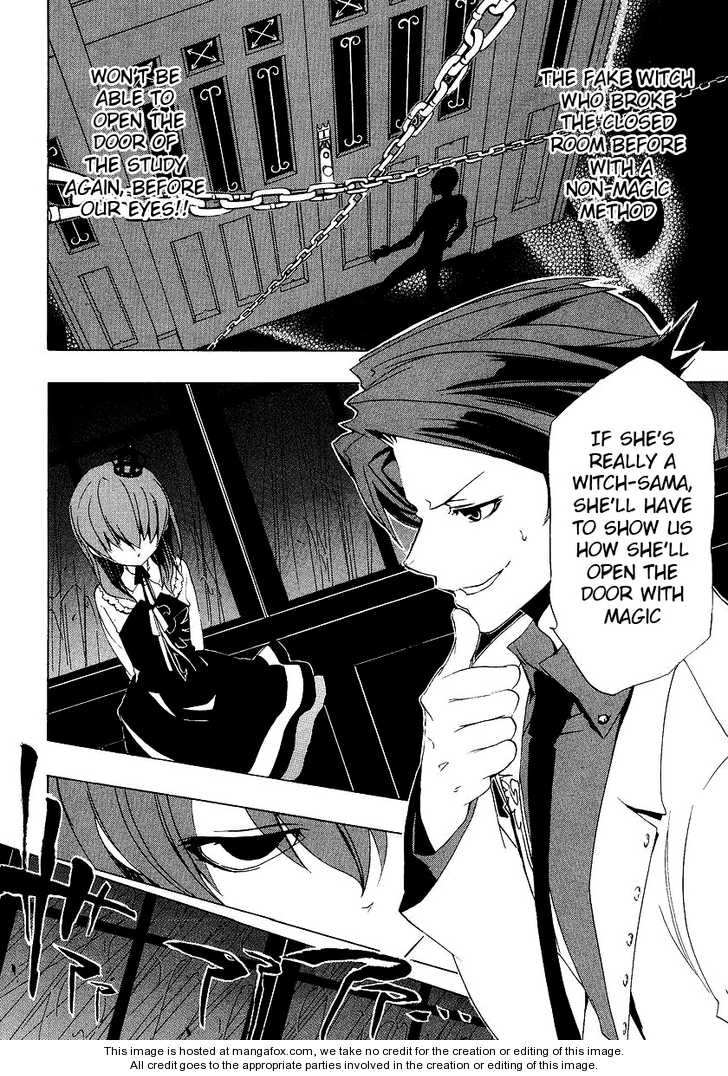 THE FAKE WITCH
WHO BROKE
THE CLOSED
ROOM BEFORE
WITH A
NON-MAGIC
METHOD
WON'T BE
ABLE TO
OPEN THE
DOOR OF
THE STUDY
AGAIN, BEFORE
OUR EYES!!
IF SHE'S
REALLY A
WITCH-SAMA,
SHE'LL HAVE
TO SHOW US
HOW SHE'LL
OPEN THE
DOOR WITH
MAGIC
This image is hosted at mangafox.com, we take no credit for the creation or editing of this image.
All credit goes to the appropriate parties involved in the creation or editing of this image.